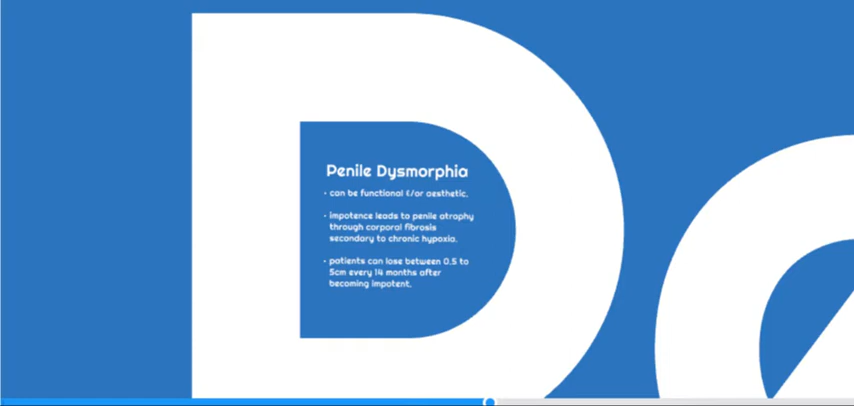 D
Penile Dysmorphia
• can be functional &/or aesthetic.
• impotence leads to penile atrophy
through corporal fibrosis
secondary to chronic hypoxia.
• patients can lose between 0.5 to
5cm every 14 months after
becoming impotent.